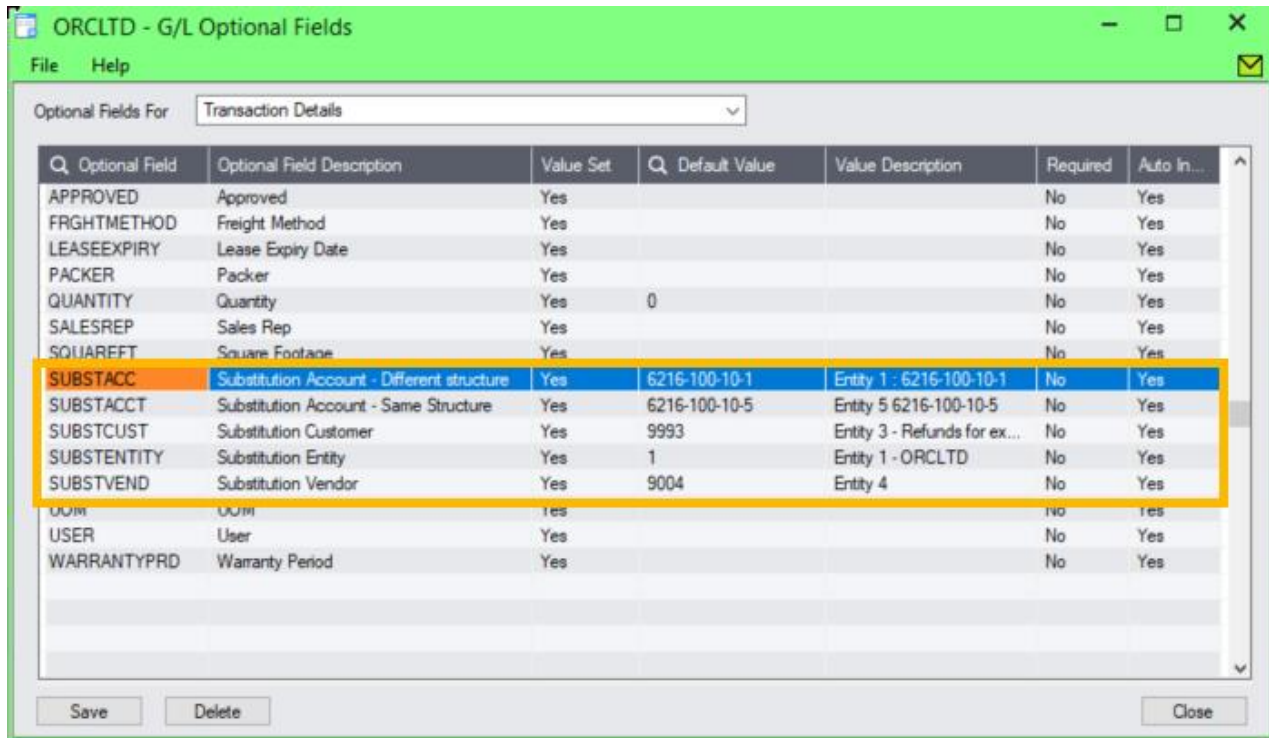 ORCLTD - G/L Optional Fields
File Help
Optional Fields For Transaction Details
Optional Field Optional Field Description Value Set Default Value Value Description Required Auto In...
APPROVED Approved Yes No Yes
FRGHTMETHOD Freight Method Yes No Yes
LEASEEXPIRY Lease Expiry Date Yes No Yes
PACKER Packer Yes No Yes
QUANTITY Quantity Yes 0 No Yes
SALESREP Sales Rep Yes No Yes
SQUAREFT Square Footage Yes No Yes
SUBSTACC Substitution Account - Different structure Yes 6216-100-10-1 Entity 1 : 6216-100-10-1 No Yes
SUBSTACCT Substitution Account - Same Structure Yes 6216-100-10-5 Entity 5 6216-100-10-5 No Yes
SUBSTCUST Substitution Customer Yes 9993 Entity 3 - Refunds for ex... No Yes
SUBSTENTITY Substitution Entity Yes 1 Entity 1 - ORCLTD No Yes
SUBSTVEND Substitution Vendor Yes 9004 Entity 4 No Yes
UOM UOM Yes No Yes
USER User Yes No Yes
WARRANTYPRD Warranty Period Yes No Yes
Save Delete Close